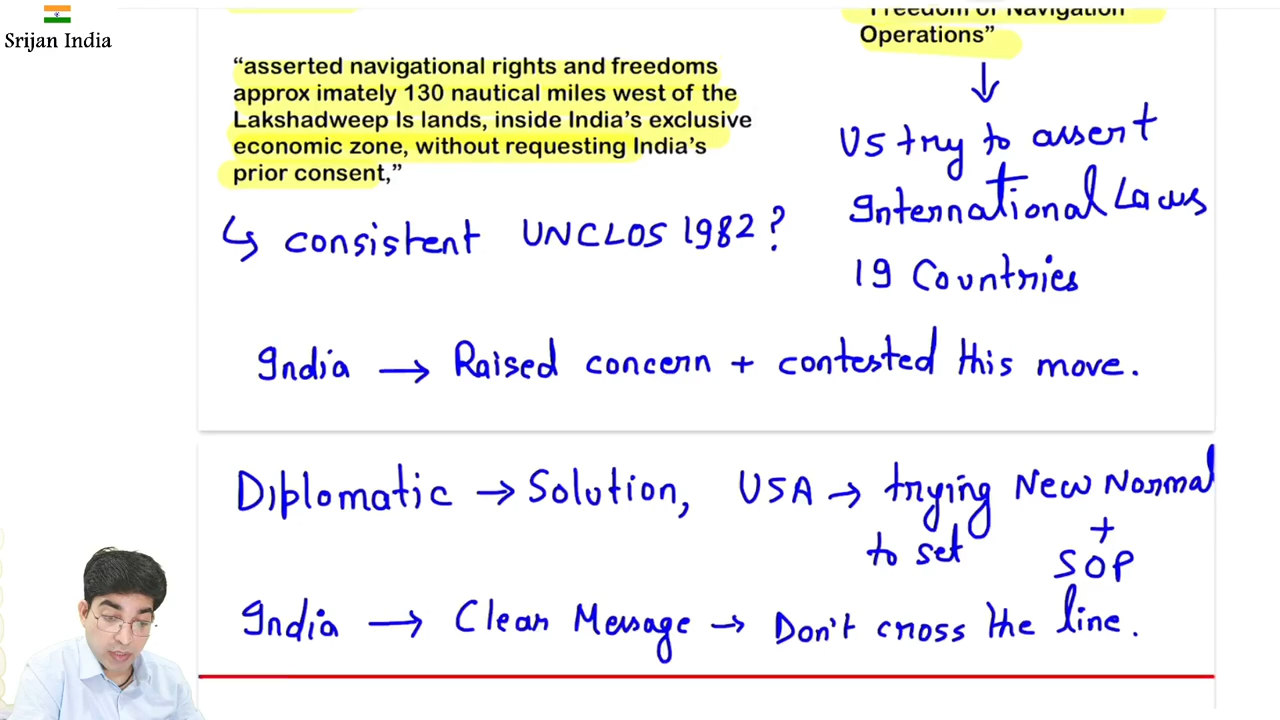 Srijan India
"Freedom of Navigation
Operations"
"asserted navigational rights and freedoms
approx imately 130 nautical miles west of the
Lakshadweep Is lands, inside India's exclusive
economic zone, without requesting India's
prior consent,"
US try to assert
International Laws
19 Countries
↳ consistent UNCLOS 1982?
India → Raised concern + contested this move.
Diplomatic → Solution, USA → trying New Normal
to set + SOP
India → Clear Message → Don't cross the line.